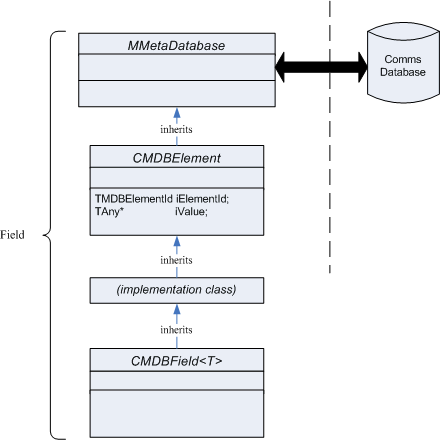 MMetaDatabase
Comms
Database
inherits
CMDBElement
TMDBElementId iElementId;
TAny* iValue;
Field
inherits
(implementation class)
inherits
CMDBField<T>